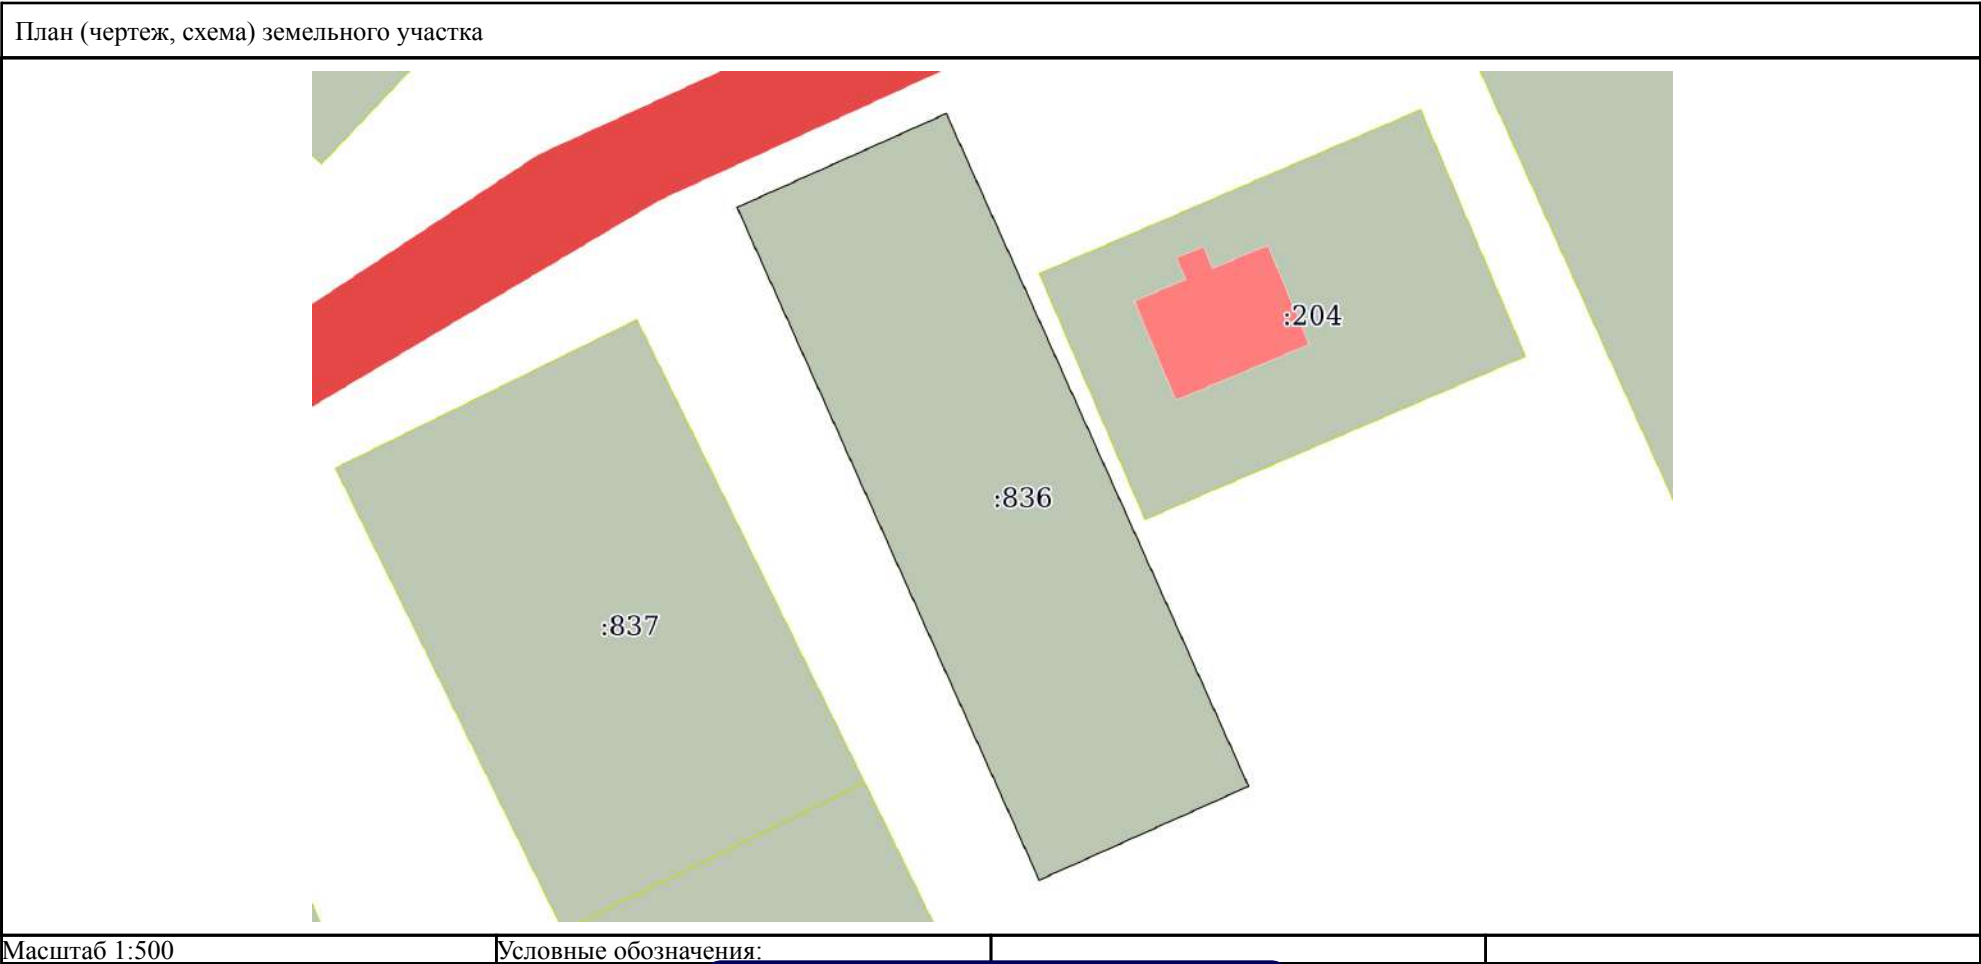 План (чертеж, схема) земельного участка
:204
:836
:837
Масштаб 1:500
Условные обозначения: